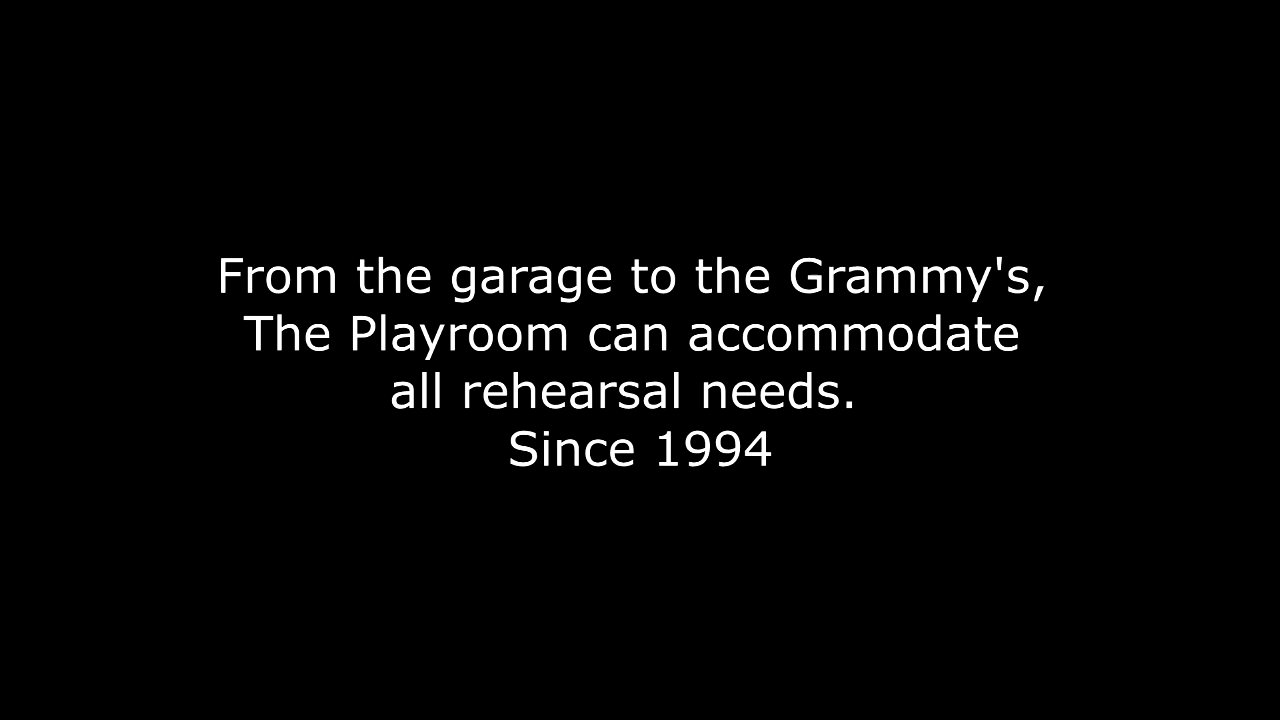 From the garage to the Grammy's,
The Playroom can accommodate
all rehearsal needs.
Since 1994